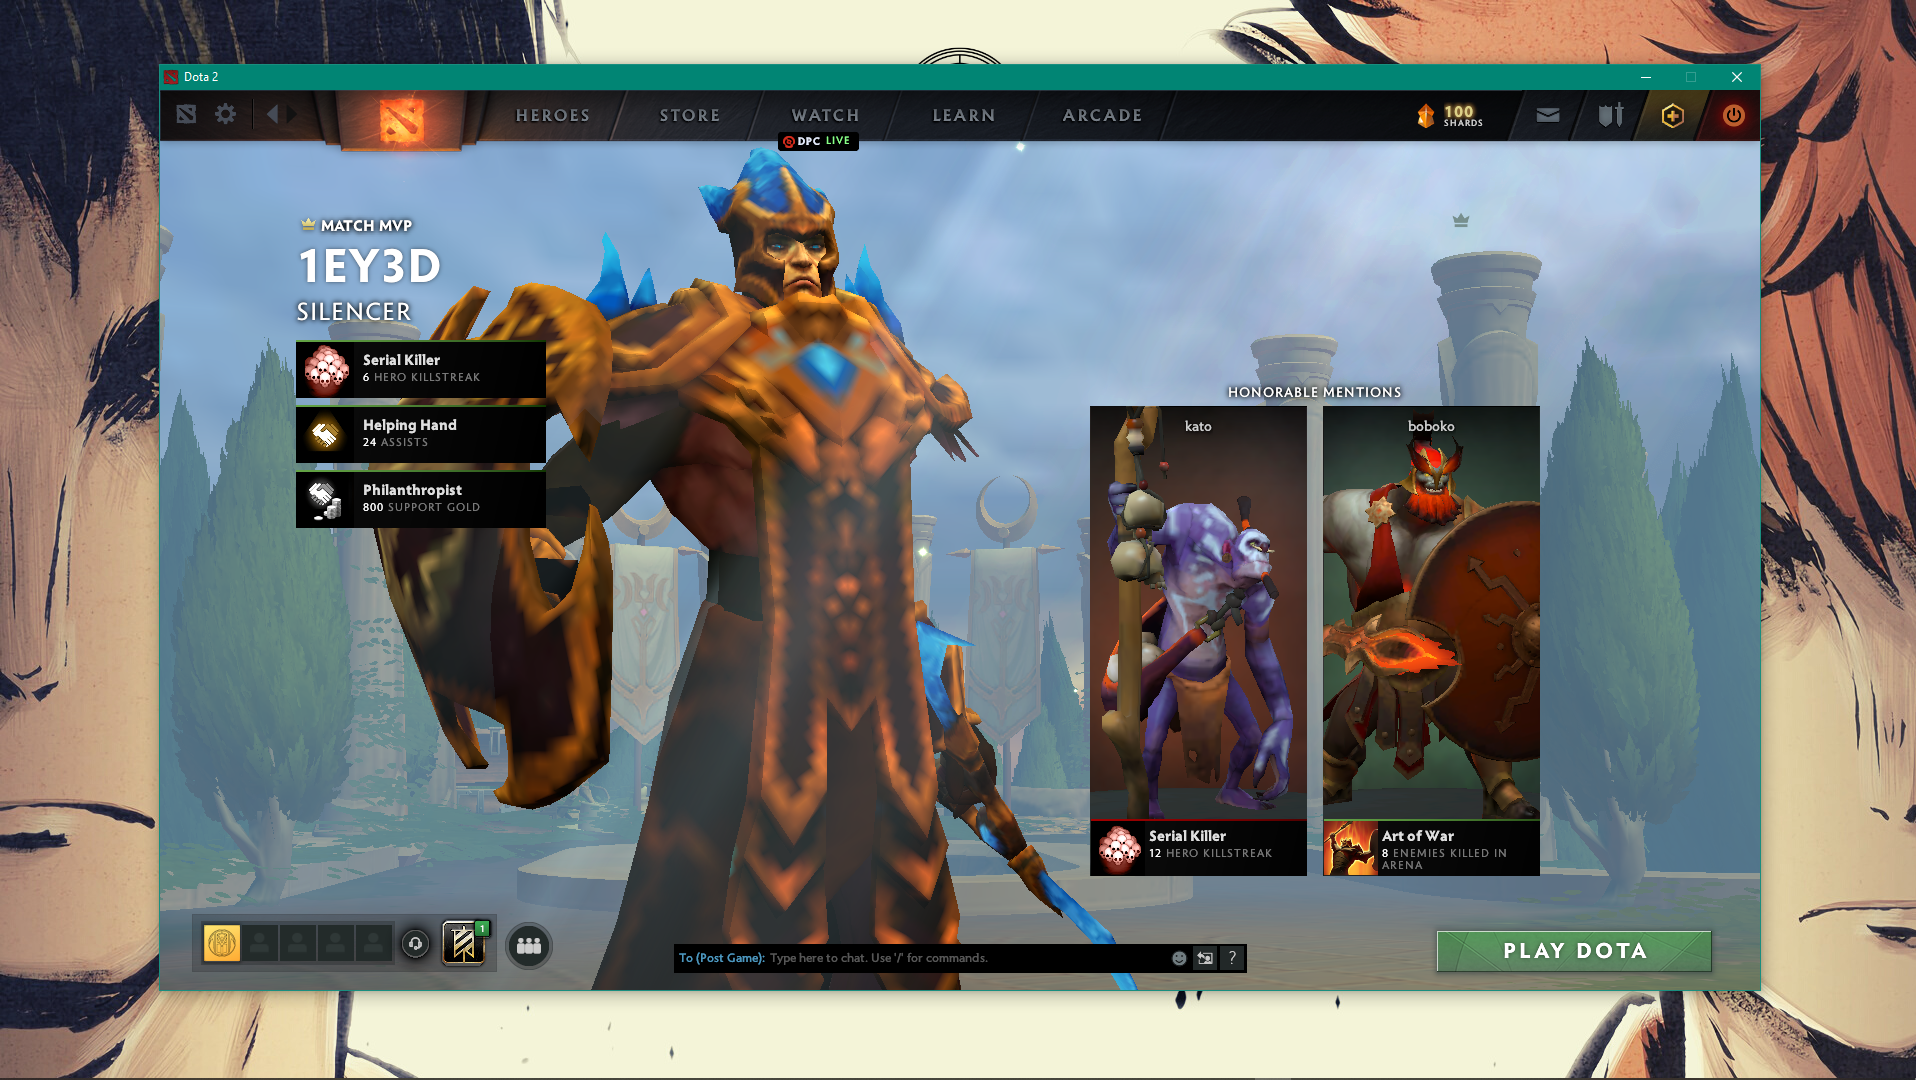 Dota 2
HEROES
STORE
WATCH
LEARN
ARCADE
100
SHARDS
DPC LIVE
MATCH MVP
1EY3D
SILENCER
Serial Killer
6 HERO KILLSTREAK
Helping Hand
24 ASSISTS
Philanthropist
800 SUPPORT GOLD
HONORABLE MENTIONS
kato
Serial Killer
12 HERO KILLSTREAK
boboko
Art of War
8 ENEMIES KILLED IN
ARENA
1
To (Post Game): Type here to chat. Use '/' for commands.
?
PLAY DOTA